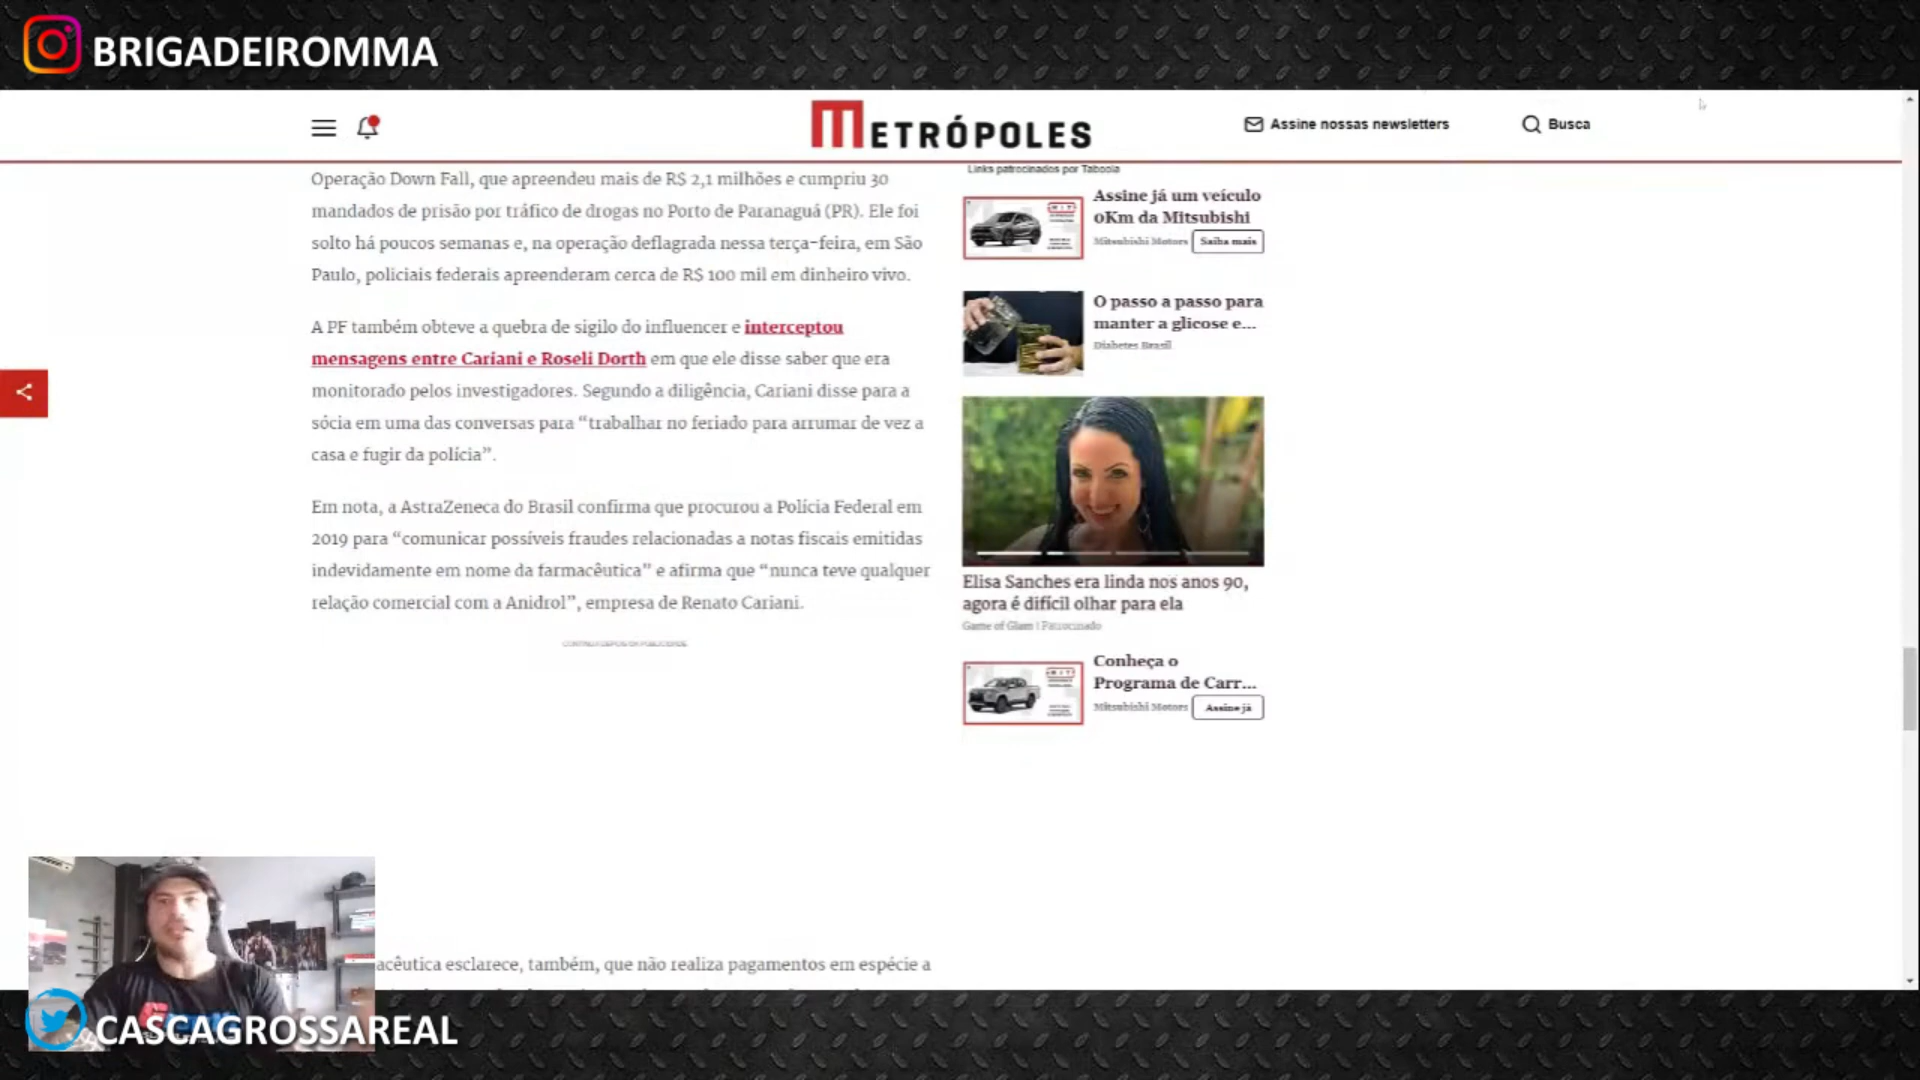 BRIGADEIROMMA
METRÓPOLES
Assine nossas newsletters
Busca
Operação Down Fall, que apreendeu mais de R$ 2,1 milhões e cumpriu 30
mandados de prisão por tráfico de drogas no Porto de Paranaguá (PR). Ele foi
solto há poucos semanas e, na operação deflagrada nessa terça-feira, em São
Paulo, policiais federais apreenderam cerca de R$ 100 mil em dinheiro vivo.
A PF também obteve a quebra de sigilo do influencer e interceptou
mensagens entre Cariani e Roseli Dorth em que ele disse saber que era
monitorado pelos investigadores. Segundo a diligência, Cariani disse para a
sócia em uma das conversas para “trabalhar no feriado para arrumar de vez a
casa e fugir da polícia”.
Em nota, a AstraZeneca do Brasil confirma que procurou a Polícia Federal em
2019 para “comunicar possíveis fraudes relacionadas a notas fiscais emitidas
indevidamente em nome da farmacêutica” e afirma que “nunca teve qualquer
relação comercial com a Anidrol”, empresa de Renato Cariani.
CONTINUA DEPOIS DA PUBLICIDADE
acêutica esclarece, também, que não realiza pagamentos em espécie a
Links patrocinados por Taboola
Assine já um veículo
0Km da Mitsubishi
Mitsubishi Motors
Saiba mais
O passo a passo para
manter a glicose e...
Diabetes Brasil
Elisa Sanches era linda nos anos 90,
agora é difícil olhar para ela
Game of Glam | Patrocinado
Conheça o
Programa de Carr...
Mitsubishi Motors
Assine já
CASCAGROSSAREAL